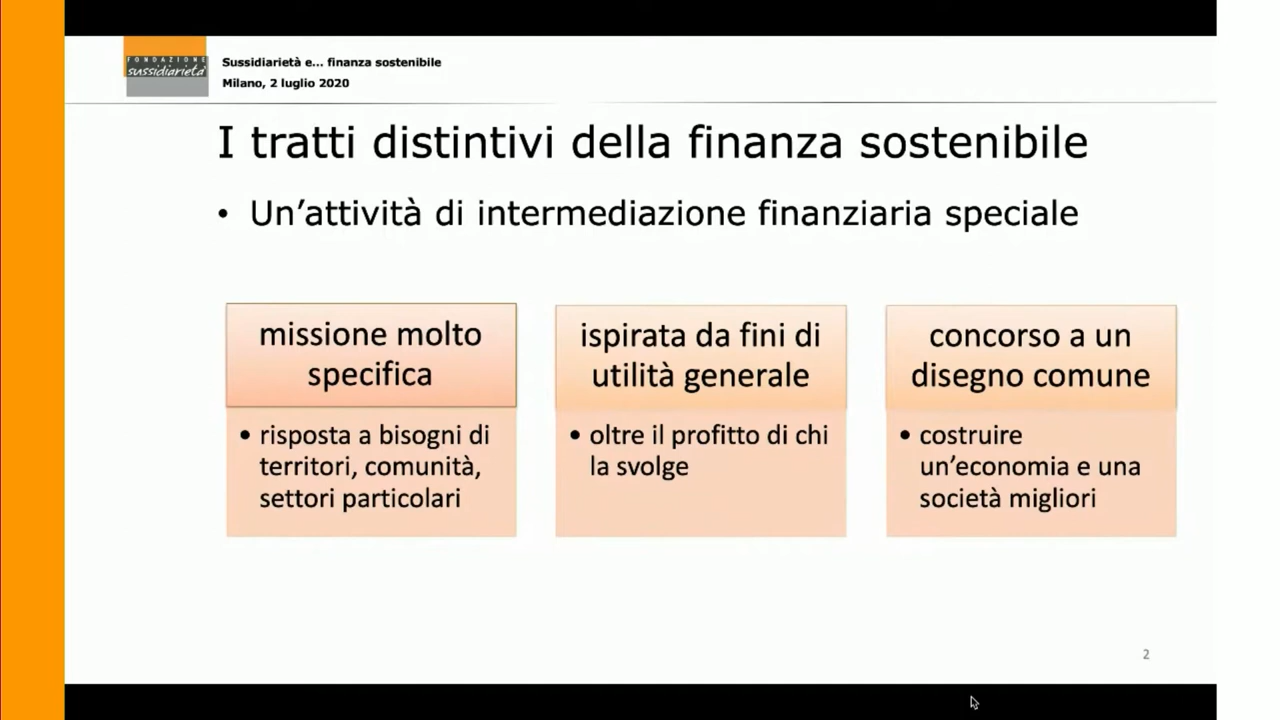 FONDAZIONE
sussidiarietà
Sussidiarietà e... finanza sostenibile
Milano, 2 luglio 2020
I tratti distintivi della finanza sostenibile
• Un’attività di intermediazione finanziaria speciale
missione molto
specifica
• risposta a bisogni di
territori, comunità,
settori particolari
ispirata da fini di
utilità generale
• oltre il profitto di chi
la svolge
concorso a un
disegno comune
• costruire
un’economia e una
società migliori
2